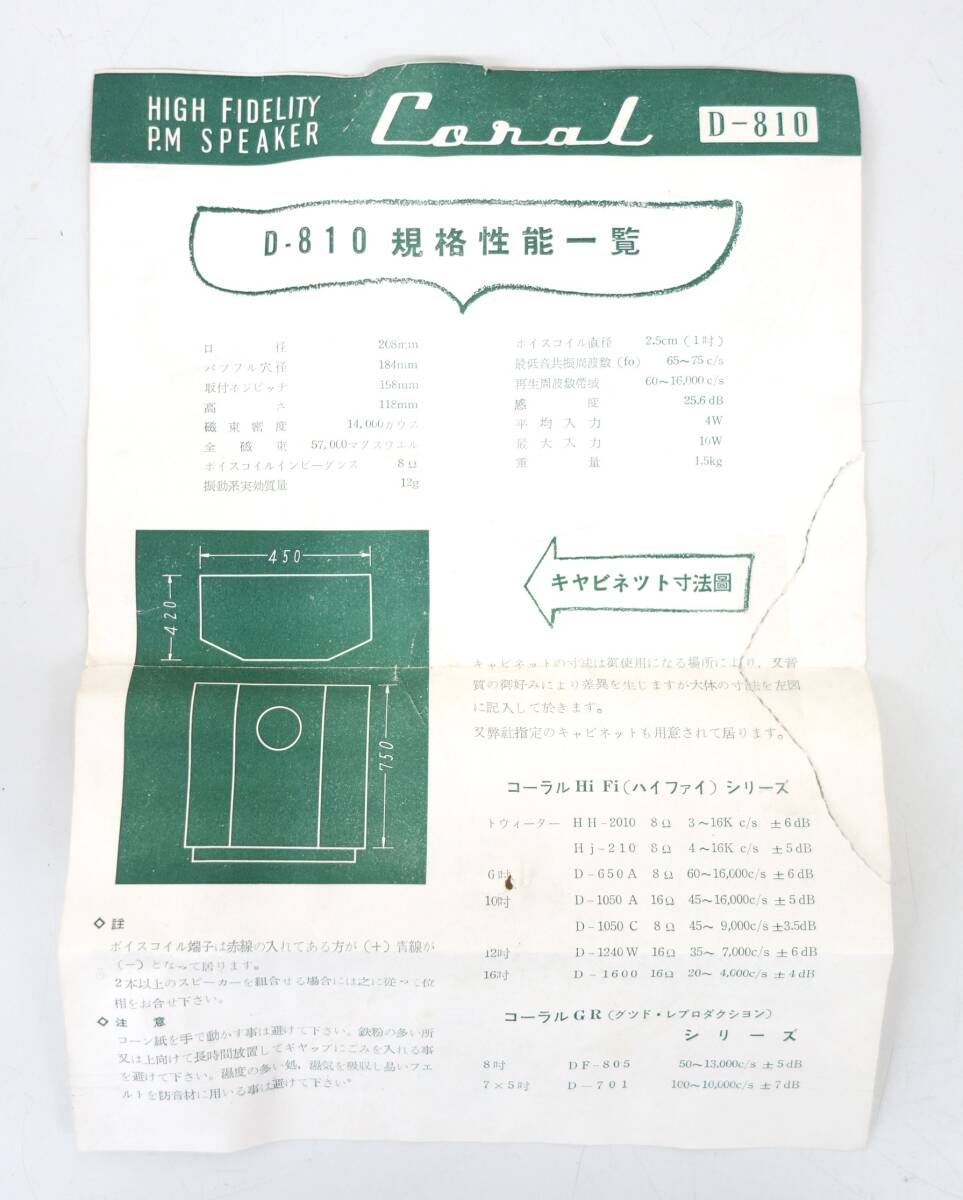 HIGH FIDELITY
P.M SPEAKER
Coral
D-810
D-810 規格性能一覧
口径 208mm
バツフル穴径 184mm
取付ネジピッチ 198mm
高さ 118mm
磁束密度 14,000ガウス
全磁束 57,000マクスウエル
ボイスコイルインピーダンス 8Ω
振動系実効質量 12g
ボイスコイル直径 2.5cm (1吋)
最低音共振周波数 (fo) 65~75 c/s
再生周波数帯域 60~16,000 c/s
感度 25.6 dB
平均入力 4W
最大入力 10W
重量 1.5kg
450
420
750
キヤビネツト寸法圖
キャビネットの寸法は御使用になる場所により、又音
質の御好みにより差異を生じますが大体の寸法を左図
に記入して於きます。
又弊社指定のキャビネットも用意されて居ります。
コーラル Hi Fi (ハイファイ) シリーズ
トウィーター HH-2010 8Ω 3~16K c/s ±6dB
Hj-210 8Ω 4~16K c/s ±5dB
6吋 D-650A 8Ω 60~16,000c/s ±6dB
10吋 D-1050A 16Ω 45~16,000c/s ±5dB
D-1050C 8Ω 45~ 9,000c/s ±3.5dB
12吋 D-1240W 16Ω 35~ 7,000c/s ±6dB
16吋 D-1600 16Ω 20~ 4,000c/s ±4dB
コーラル GR (グツド・レプロダクション)
シリーズ
8吋 DF-805 50~13,000c/s ±5dB
7×5吋 D-701 100~10,000c/s ±7dB
◇ 註
ボイスコイル端子は赤線の入れてある方が (+) 青線が
(-) となって居ります。
2本以上のスピーカーを組合せる場合には之に従って位
相をお合せ下さい。
◇ 注意
コーン紙を手で動かす事は避けて下さい。鉄粉の多い所
又は上向けて長時間放置してギヤップにごみを入れる事
を避けて下さい。湿度の多い処，湿気を吸収し易いフェ
ルトを防音材に用いる事は避けて下さい。